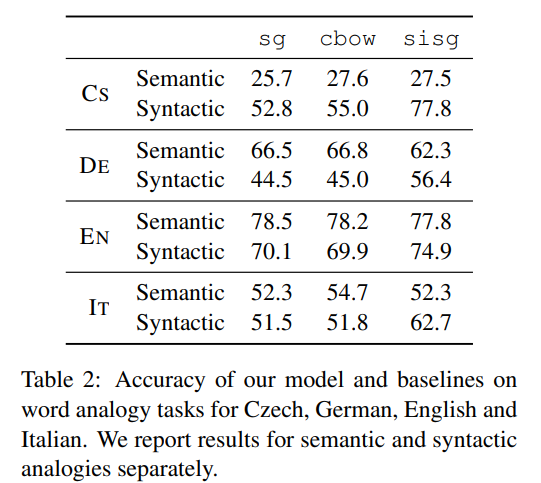 sg cbow sisg
CS Semantic 25.7 27.6 27.5
Syntactic 52.8 55.0 77.8
DE Semantic 66.5 66.8 62.3
Syntactic 44.5 45.0 56.4
EN Semantic 78.5 78.2 77.8
Syntactic 70.1 69.9 74.9
IT Semantic 52.3 54.7 52.3
Syntactic 51.5 51.8 62.7
Table 2: Accuracy of our model and baselines on
word analogy tasks for Czech, German, English and
Italian. We report results for semantic and syntactic
analogies separately.